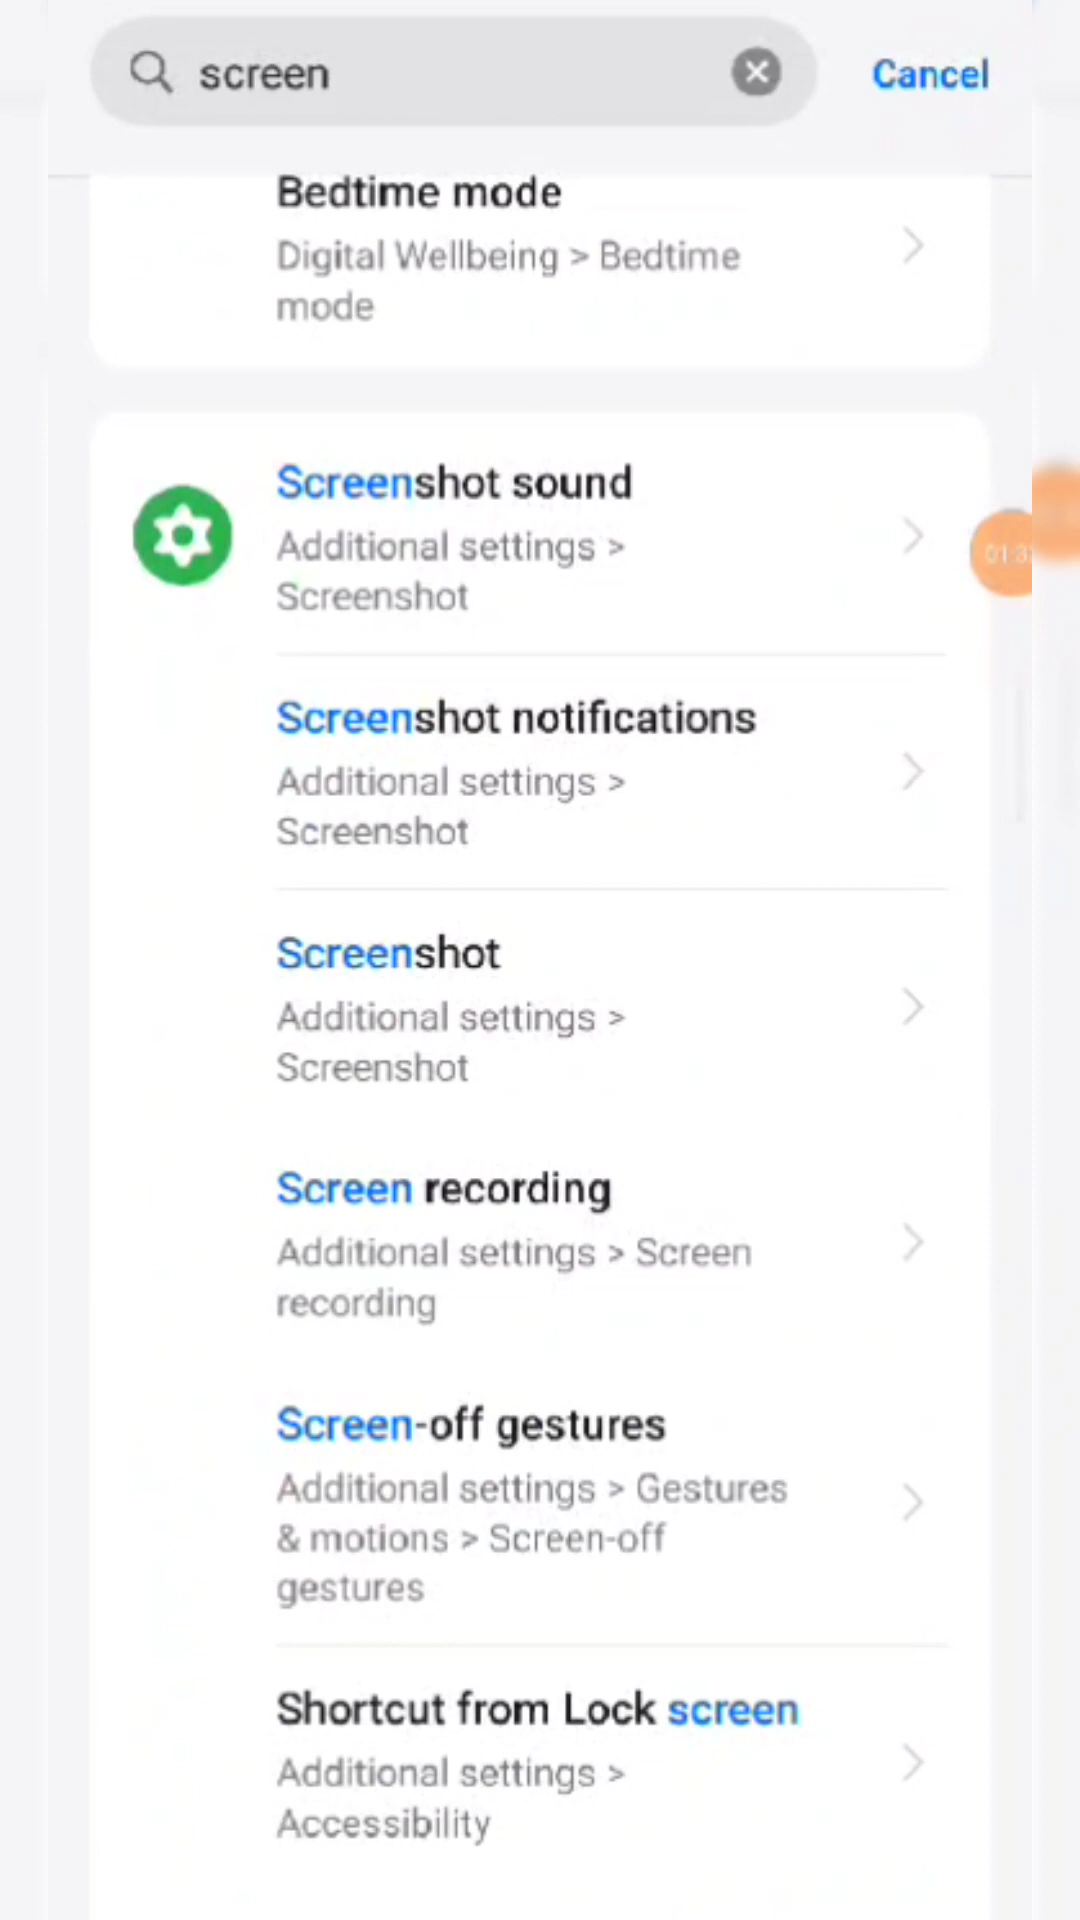 screen
Cancel
Bedtime mode
Digital Wellbeing > Bedtime
mode
Screenshot sound
Additional settings >
Screenshot
Screenshot notifications
Additional settings >
Screenshot
Screenshot
Additional settings >
Screenshot
Screen recording
Additional settings > Screen
recording
Screen-off gestures
Additional settings > Gestures
& motions > Screen-off
gestures
Shortcut from Lock screen
Additional settings >
Accessibility